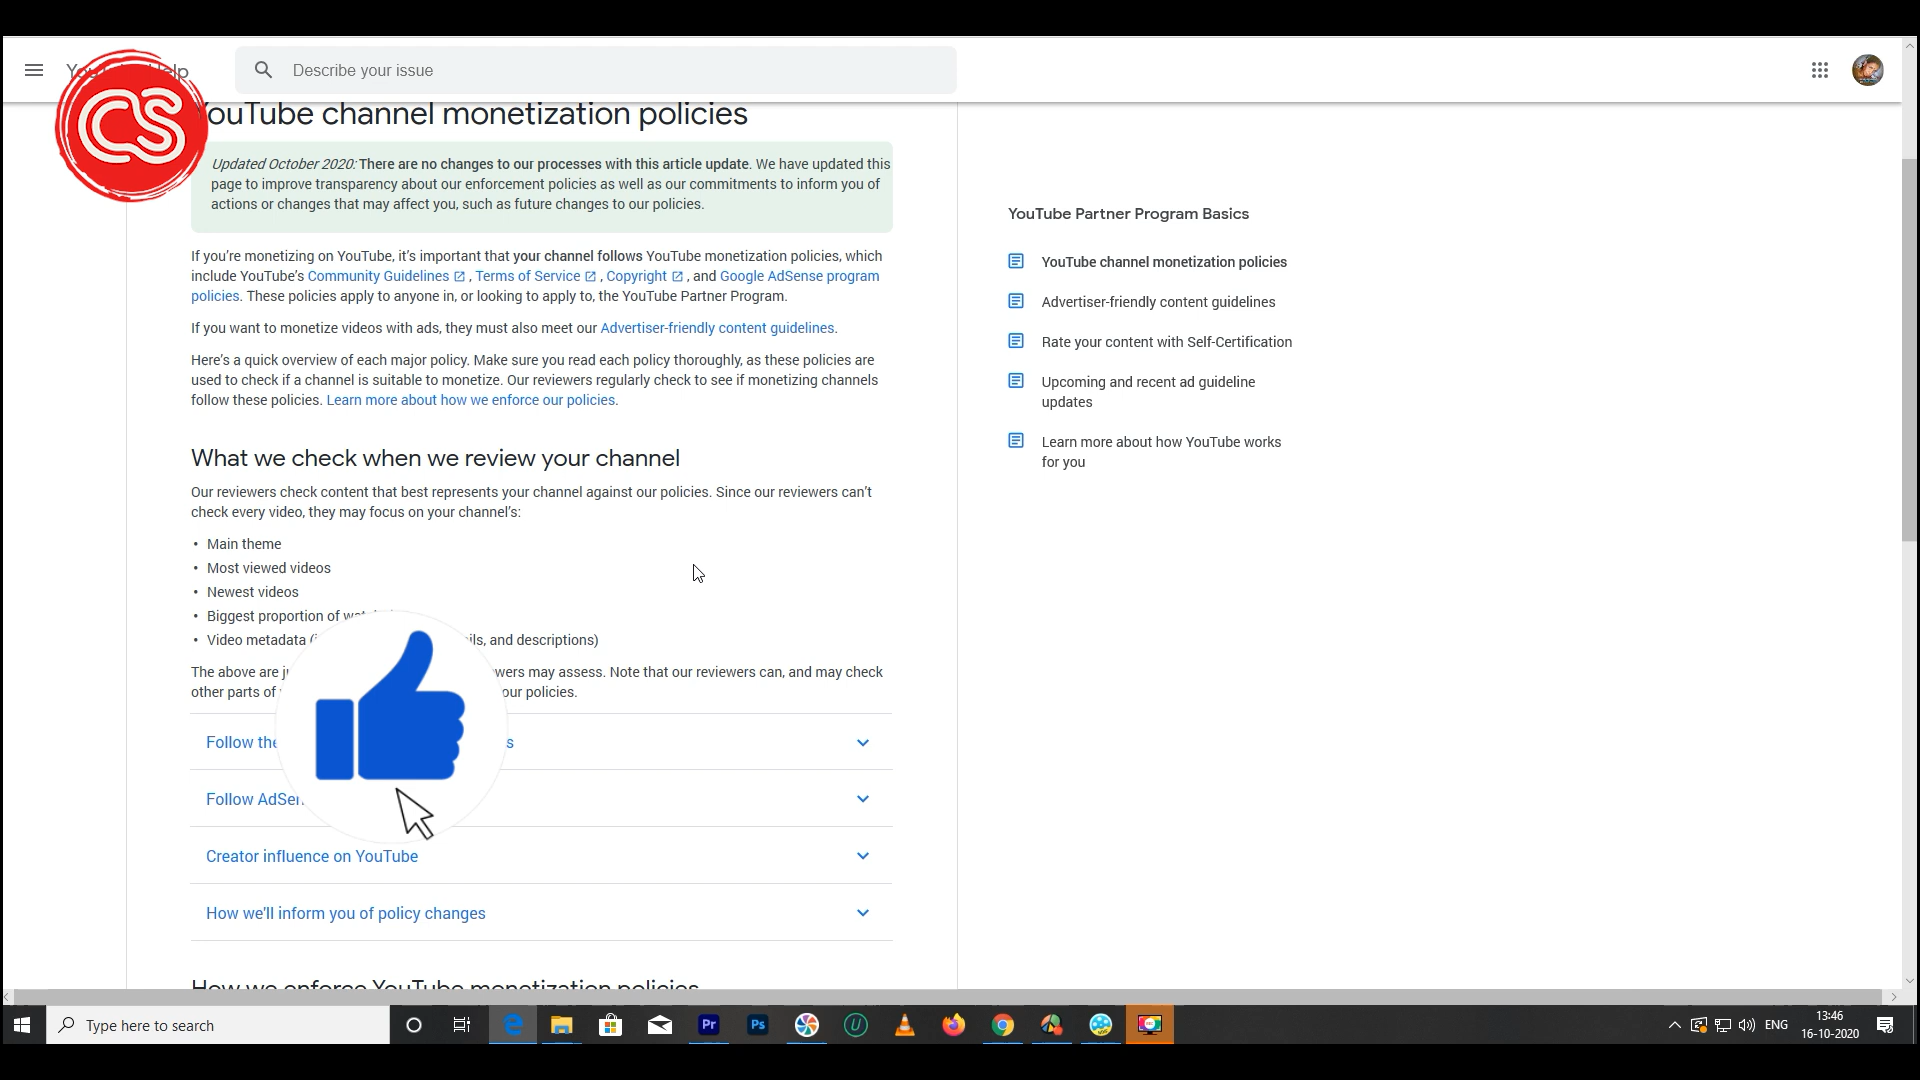 Describe your issue
CS
YouTube channel monetization policies
Updated October 2020: There are no changes to our processes with this article update. We have updated this
page to improve transparency about our enforcement policies as well as our commitments to inform you of
actions or changes that may affect you, such as future changes to our policies.
If you're monetizing on YouTube, it's important that your channel follows YouTube monetization policies, which
include YouTube's Community Guidelines , Terms of Service , Copyright , and Google AdSense program
policies. These policies apply to anyone in, or looking to apply to, the YouTube Partner Program.
If you want to monetize videos with ads, they must also meet our Advertiser-friendly content guidelines.
Here's a quick overview of each major policy. Make sure you read each policy thoroughly, as these policies are
used to check if a channel is suitable to monetize. Our reviewers regularly check to see if monetizing channels
follow these policies. Learn more about how we enforce our policies.
What we check when we review your channel
Our reviewers check content that best represents your channel against our policies. Since our reviewers can't
check every video, they may focus on your channel's:
• Main theme
• Most viewed videos
• Newest videos
• Biggest proportion of
• Video metadata and descriptions)
The above are may assess. Note that our reviewers can, and may check
other parts of our policies.
Follow
Follow
Creator influence on YouTube
How we'll inform you of policy changes
How we enforce YouTube monetization policies
YouTube Partner Program Basics
YouTube channel monetization policies
Advertiser-friendly content guidelines
Rate your content with Self-Certification
Upcoming and recent ad guideline
updates
Learn more about how YouTube works
for you
Type here to search
Pr
Ps
U
ENG
13:46
16-10-2020